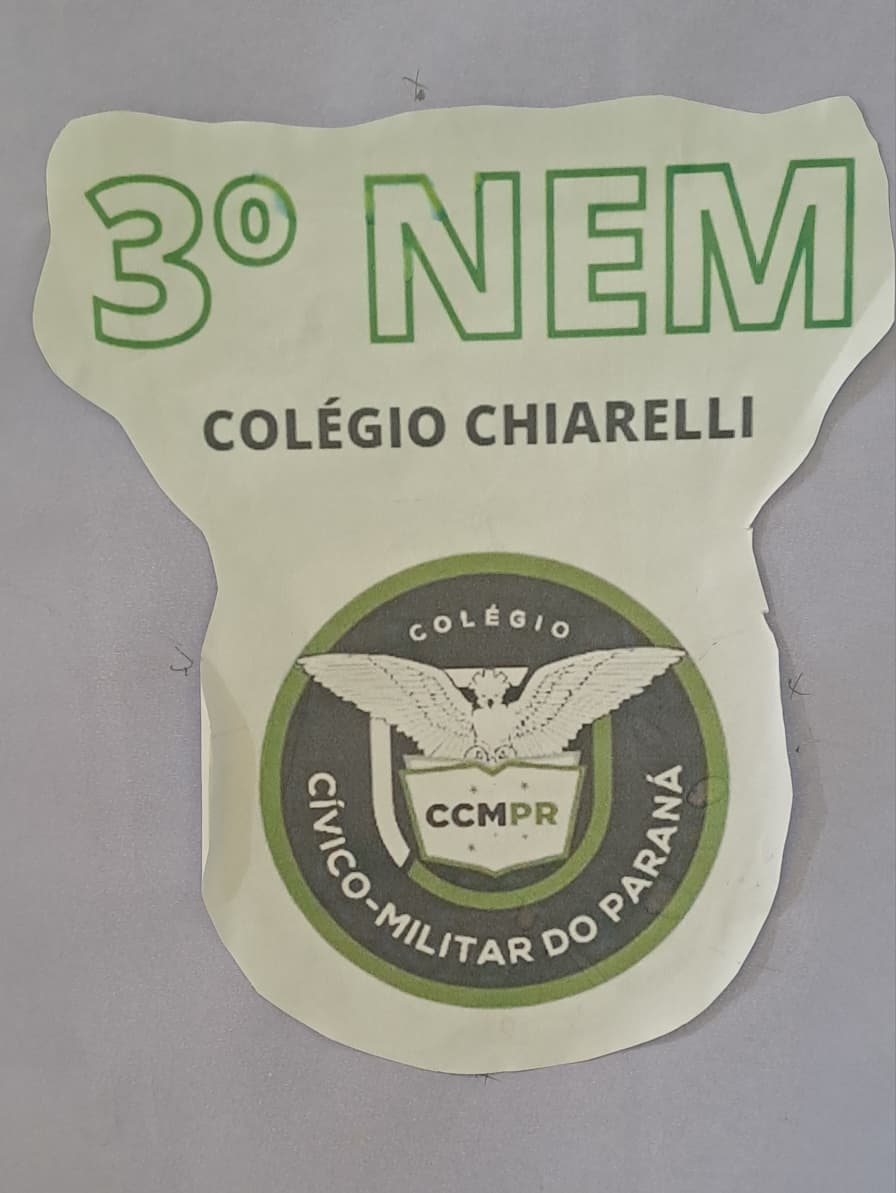 3º NEM
COLÉGIO CHIARELLI
COLÉGIO
CCMPR
CÍVICO-MILITAR DO PARANÁ